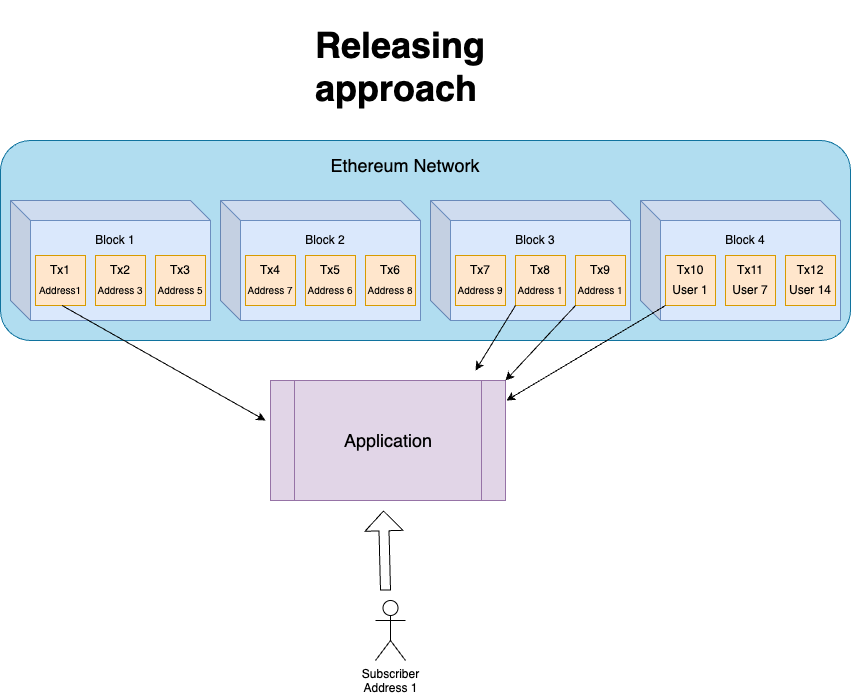 Releasing
approach
Ethereum Network
Block 1
Block 2
Block 3
Block 4
Tx1
Address1
Tx2
Address 3
Tx3
Address 5
Tx4
Address 7
Tx5
Address 6
Tx6
Address 8
Tx7
Address 9
Tx8
Address 1
Tx9
Address 1
Tx10
User 1
Tx11
User 7
Tx12
User 14
Application
Subscriber
Address 1